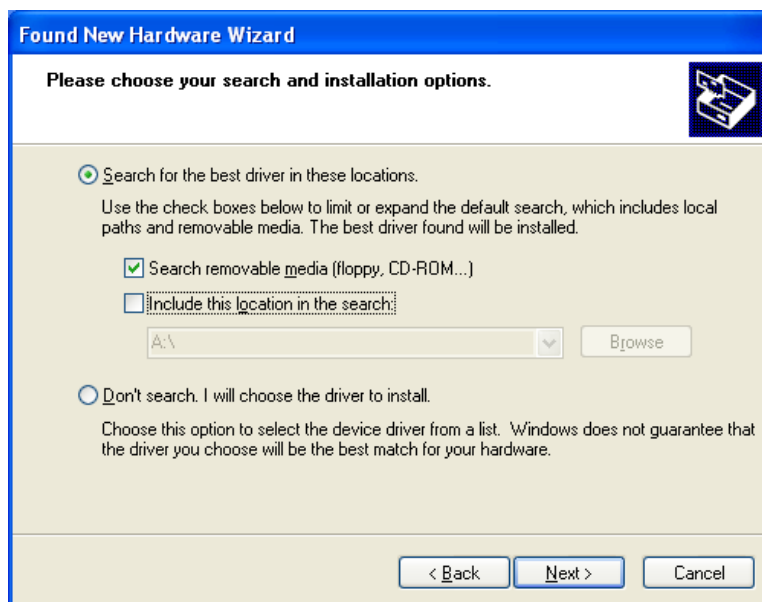 Found New Hardware Wizard
Please choose your search and installation options.
Search for the best driver in these locations.
Use the check boxes below to limit or expand the default search, which includes local
paths and removable media. The best driver found will be installed.
Search removable media (floppy, CD-ROM...)
Include this location in the search:
A:\
Browse
Don't search. I will choose the driver to install.
Choose this option to select the device driver from a list. Windows does not guarantee that
the driver you choose will be the best match for your hardware.
< Back
Next >
Cancel